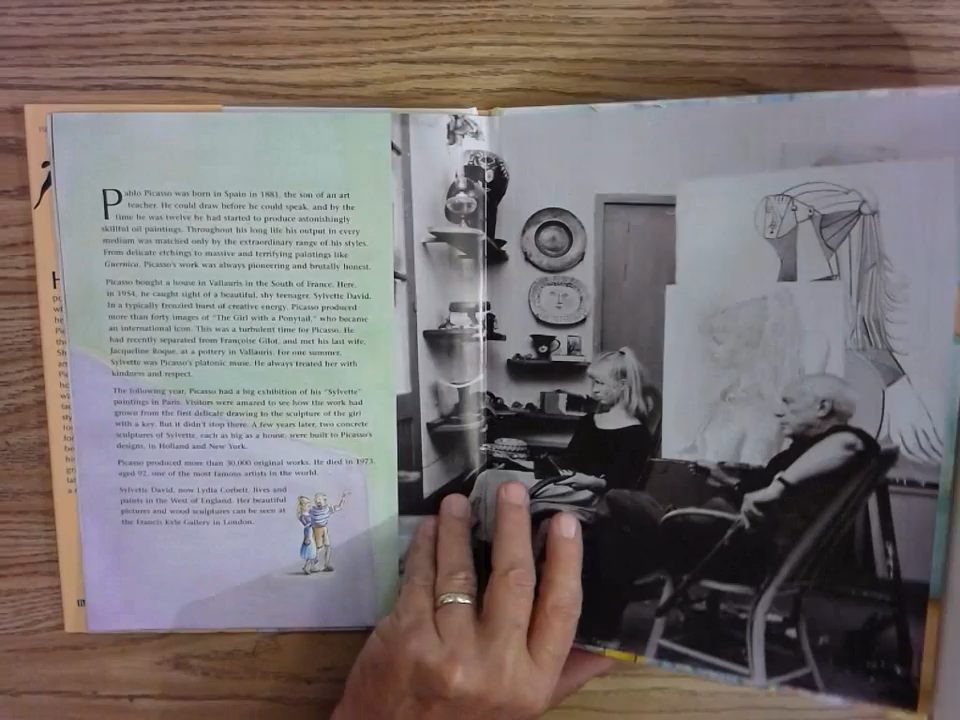 Pablo Picasso was born in Spain in 1881, the son of an art
teacher. He could draw before he could speak, and by the
time he was twelve he had started to produce astonishingly
skillful oil paintings. Throughout his long life his output in every
medium was matched only by the extraordinary range of his styles.
From delicate etchings to massive and terrifying paintings like
Guernica, Picasso's work was always pioneering and brutally honest.
Picasso bought a house in Vallauris in the South of France. Here,
in 1954, he caught sight of a beautiful, shy teenager, Sylvette David.
In a typically frenzied burst of creative energy, Picasso produced
more than forty images of "The Girl with a Ponytail," who became
an international icon. This was a turbulent time for Picasso. He
had recently separated from Françoise Gilot, and met his last wife,
Jacqueline Roque, at a pottery in Vallauris. For one summer,
Sylvette was Picasso's platonic muse. He always treated her with
kindness and respect.
The following year, Picasso had a big exhibition of his "Sylvette"
paintings in Paris. Visitors were amazed to see how the work had
grown from the first delicate drawing to the sculpture of the girl
with a key. But it didn't stop there. A few years later, two concrete
sculptures of Sylvette, each as big as a house, were built to Picasso's
designs, in Holland and New York.
Picasso produced more than 30,000 original works. He died in 1973,
aged 92, one of the most famous artists in the world.
Sylvette David, now Lydia Corbett, lives and
paints in the West of England. Her beautiful
pictures and wood sculptures can be seen at
the Francis Kyle Gallery in London.